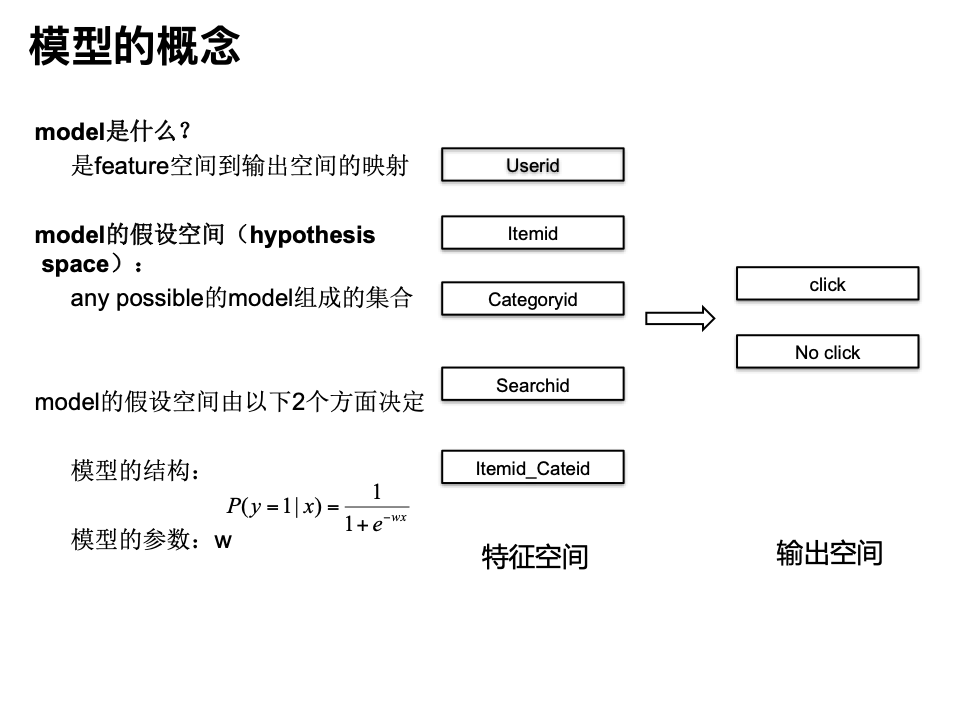 模型的概念
model是什么？
是feature空间到输出空间的映射
model的假设空间（hypothesis
space）：
any possible的model组成的集合
model的假设空间由以下2个方面决定
模型的结构：
P(y=1|x)=\frac{1}{1+e^{-wx}}
模型的参数：w
Userid
Itemid
Categoryid
Searchid
Itemid_Cateid
特征空间
click
No click
输出空间